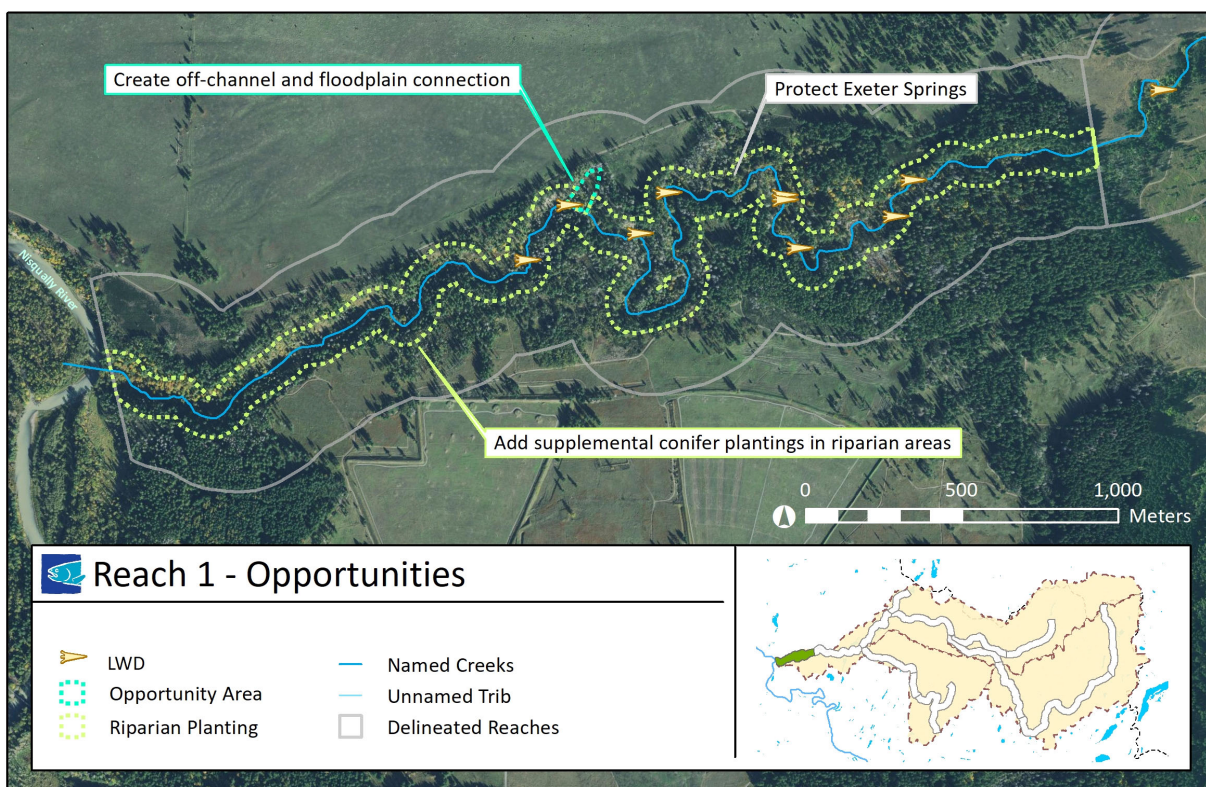 Create off-channel and floodplain connection
Protect Exeter Springs
Nisqually River
Add supplemental conifer plantings in riparian areas
0 500 1,000
Meters
Reach 1 - Opportunities
LWD
Opportunity Area
Riparian Planting
Named Creeks
Unnamed Trib
Delineated Reaches